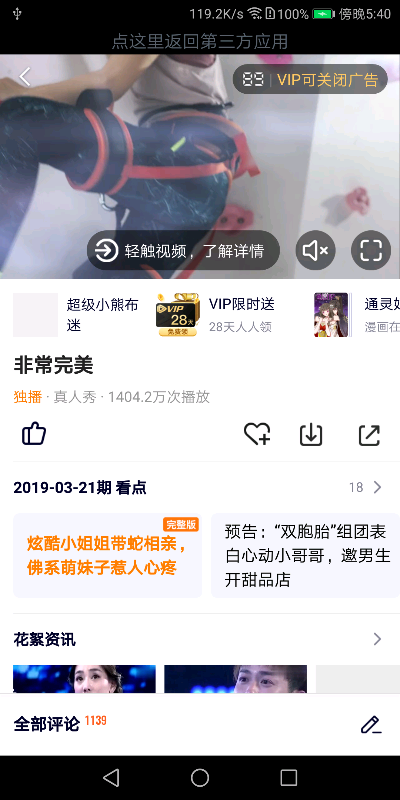 119.2K/s 100% 傍晚5:40
点这里返回第三方应用
89 VIP可关闭广告
轻触视频，了解详情
超级小熊布迷
VIP 28天 免费领
VIP限时送
28天人人领
通灵妃
漫画在
非常完美
独播 · 真人秀 · 1404.2万次播放
2019-03-21期 看点
18
完整版
炫酷小姐姐带蛇相亲，
佛系萌妹子惹人心疼
预告：“双胞胎”组团表
白心动小哥哥，邀男生
开甜品店
花絮资讯
全部评论 1139